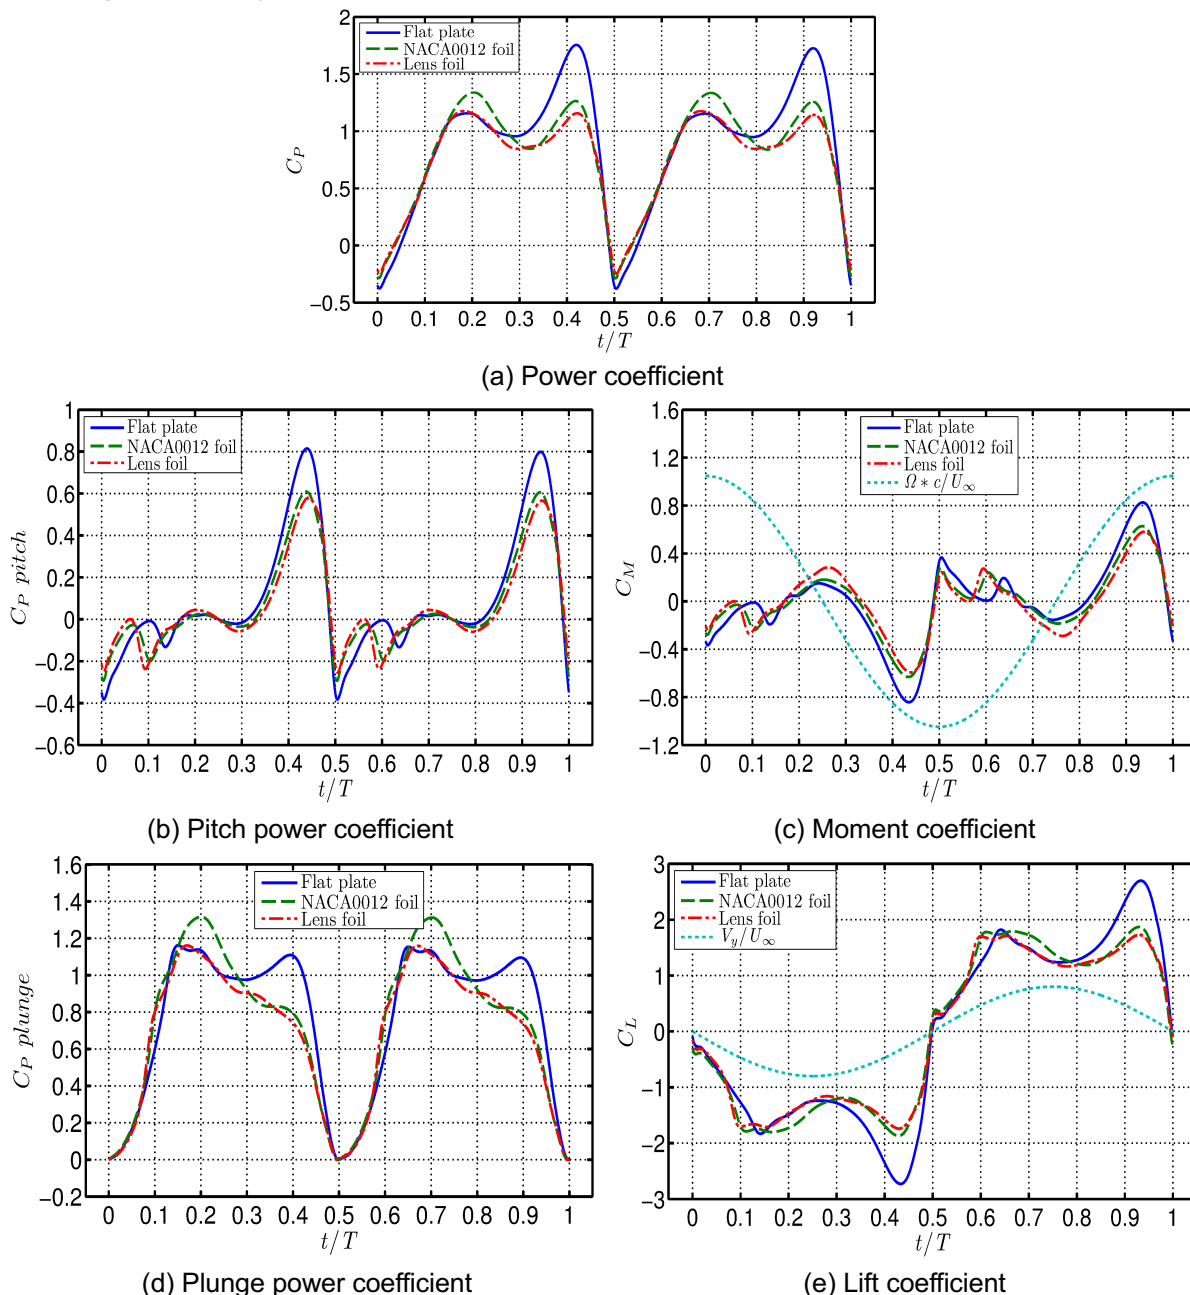 2
1.5
1
0.5
0
−0.5
C_P
Flat plate
NACA0012 foil
Lens foil
0 0.1 0.2 0.3 0.4 0.5 0.6 0.7 0.8 0.9 1
t/T
(a) Power coefficient
1
0.8
0.6
0.4
0.2
0
−0.2
−0.4
−0.6
C_P pitch
Flat plate
NACA0012 foil
Lens foil
0 0.1 0.2 0.3 0.4 0.5 0.6 0.7 0.8 0.9 1
t/T
(b) Pitch power coefficient
1.6
1.2
0.8
0.4
0
−0.4
−0.8
−1.2
C_M
Flat plate
NACA0012 foil
Lens foil
Ω * c/U_∞
0 0.1 0.2 0.3 0.4 0.5 0.6 0.7 0.8 0.9 1
t/T
(c) Moment coefficient
1.6
1.4
1.2
1
0.8
0.6
0.4
0.2
0
−0.2
C_P plunge
Flat plate
NACA0012 foil
Lens foil
0 0.1 0.2 0.3 0.4 0.5 0.6 0.7 0.8 0.9 1
t/T
(d) Plunge power coefficient
3
2
1
0
−1
−2
−3
C_L
Flat plate
NACA0012 foil
Lens foil
V_y/U_∞
0 0.1 0.2 0.3 0.4 0.5 0.6 0.7 0.8 0.9 1
t/T
(e) Lift coefficient